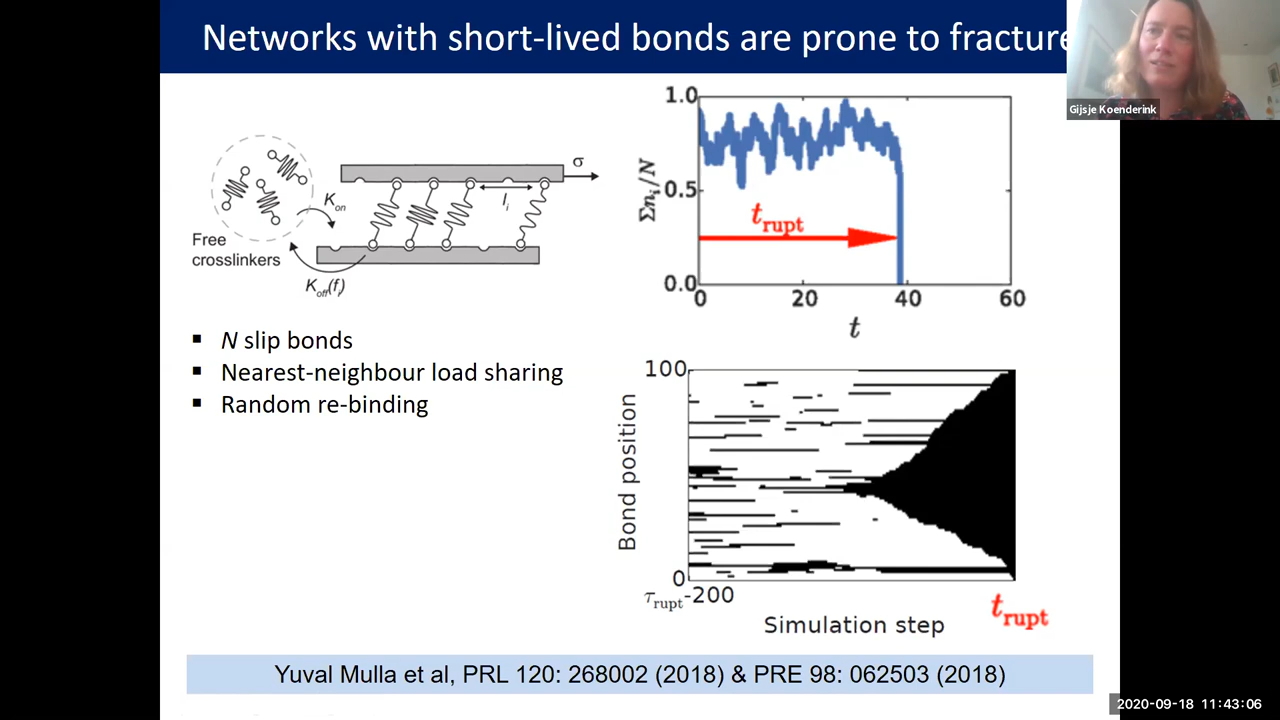 Networks with short-lived bonds are prone to fracture
Gijsje Koenderink
Free
crosslinkers
K_on
K_off(f_i)
σ
l_i
▪ N slip bonds
▪ Nearest-neighbour load sharing
▪ Random re-binding
1.0
0.5
0.0
Σn_i/N
t_rupt
0 20 40 60
t
100
0
Bond position
τ_rupt-200
t_rupt
Simulation step
Yuval Mulla et al, PRL 120: 268002 (2018) & PRE 98: 062503 (2018)
2020-09-18 11:43:06